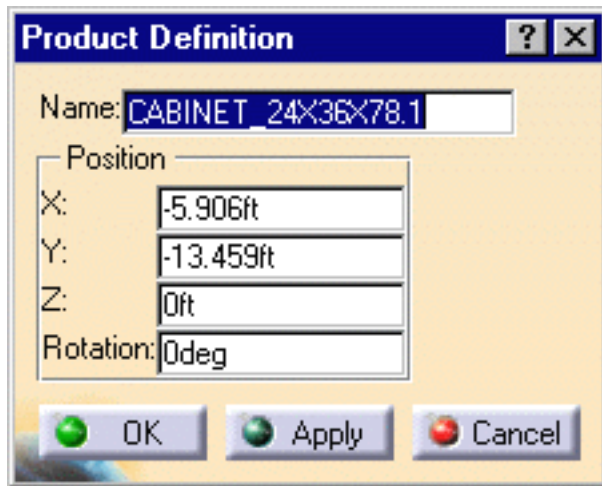 Product Definition ? X
Name: CABINET_24X36X78.1
Position
X: -5.906ft
Y: -13.459ft
Z: 0ft
Rotation: 0deg
OK Apply Cancel